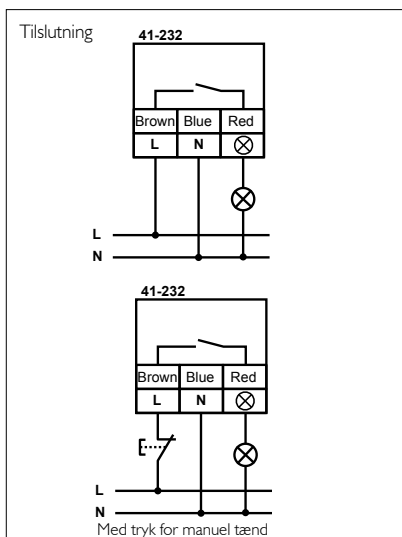 Tilslutning
41-232
Brown Blue Red
L N
L
N
41-232
Brown Blue Red
L N
L
N
Med tryk for manuel tænd